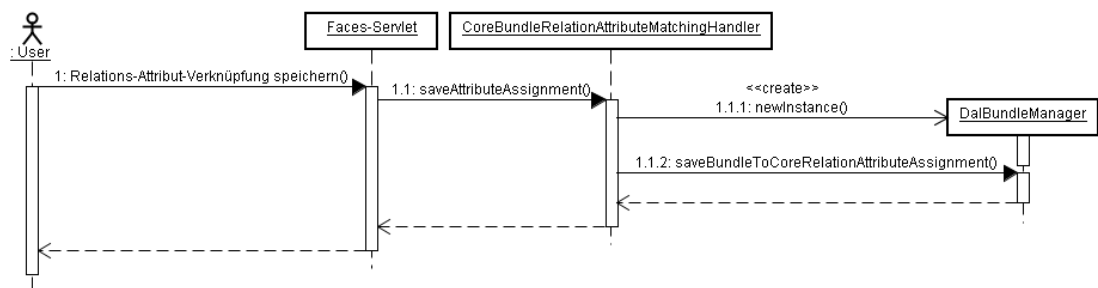 : User
Faces-Servlet
CoreBundleRelationAttributeMatchingHandler
1: Relations-Attribut-Verknüpfung speichern()
1.1: saveAttributeAssignment()
<<create>>
1.1.1: newInstance()
DalBundleManager
1.1.2: saveBundleToCoreRelationAttributeAssignment()